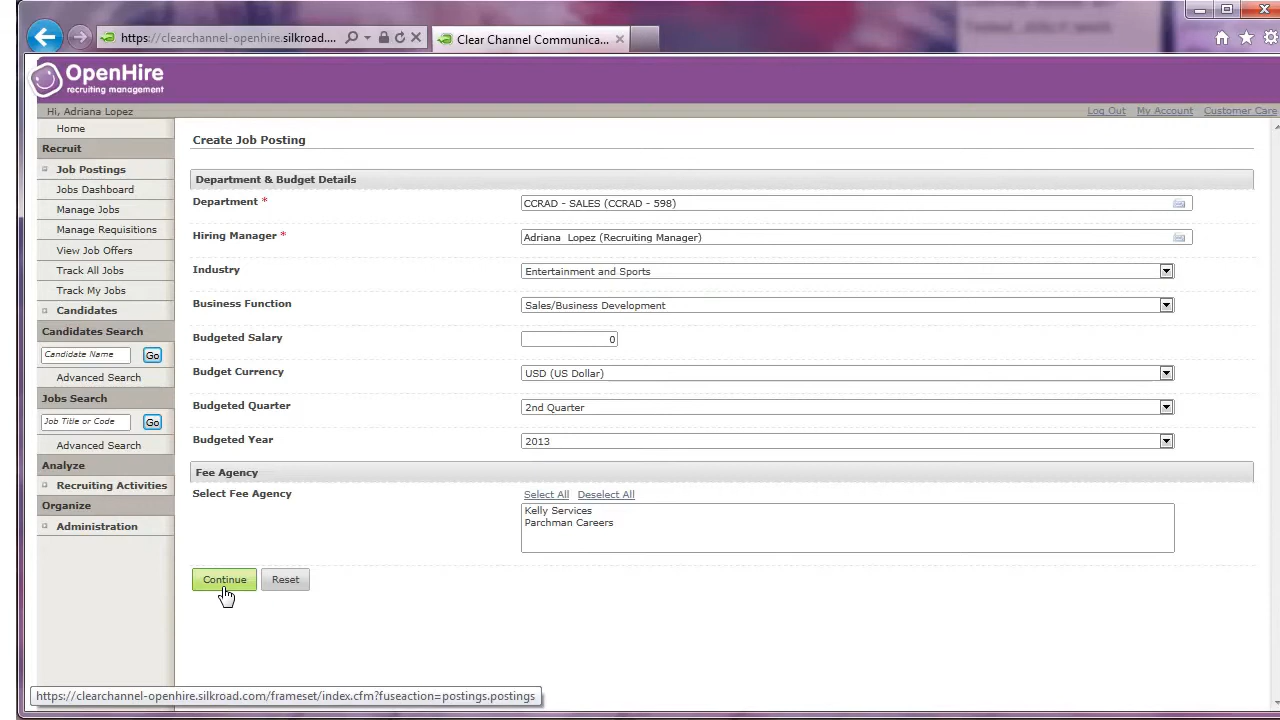 https://clearchannel-openhire.silkroad....
Clear Channel Communica...
OpenHire
recruiting management
Hi, Adriana Lopez
Log Out My Account Customer Care
Home
Recruit
Job Postings
Jobs Dashboard
Manage Jobs
Manage Requisitions
View Job Offers
Track All Jobs
Track My Jobs
Candidates
Candidates Search
Candidate Name Go
Advanced Search
Jobs Search
Job Title or Code Go
Advanced Search
Analyze
Recruiting Activities
Organize
Administration
Create Job Posting
Department & Budget Details
Department * CCRAD - SALES (CCRAD - 598)
Hiring Manager * Adriana Lopez (Recruiting Manager)
Industry Entertainment and Sports
Business Function Sales/Business Development
Budgeted Salary 0
Budget Currency USD (US Dollar)
Budgeted Quarter 2nd Quarter
Budgeted Year 2013
Fee Agency
Select Fee Agency Select All Deselect All
Kelly Services
Parchman Careers
Continue Reset
https://clearchannel-openhire.silkroad.com/frameset/index.cfm?fuseaction=postings.postings